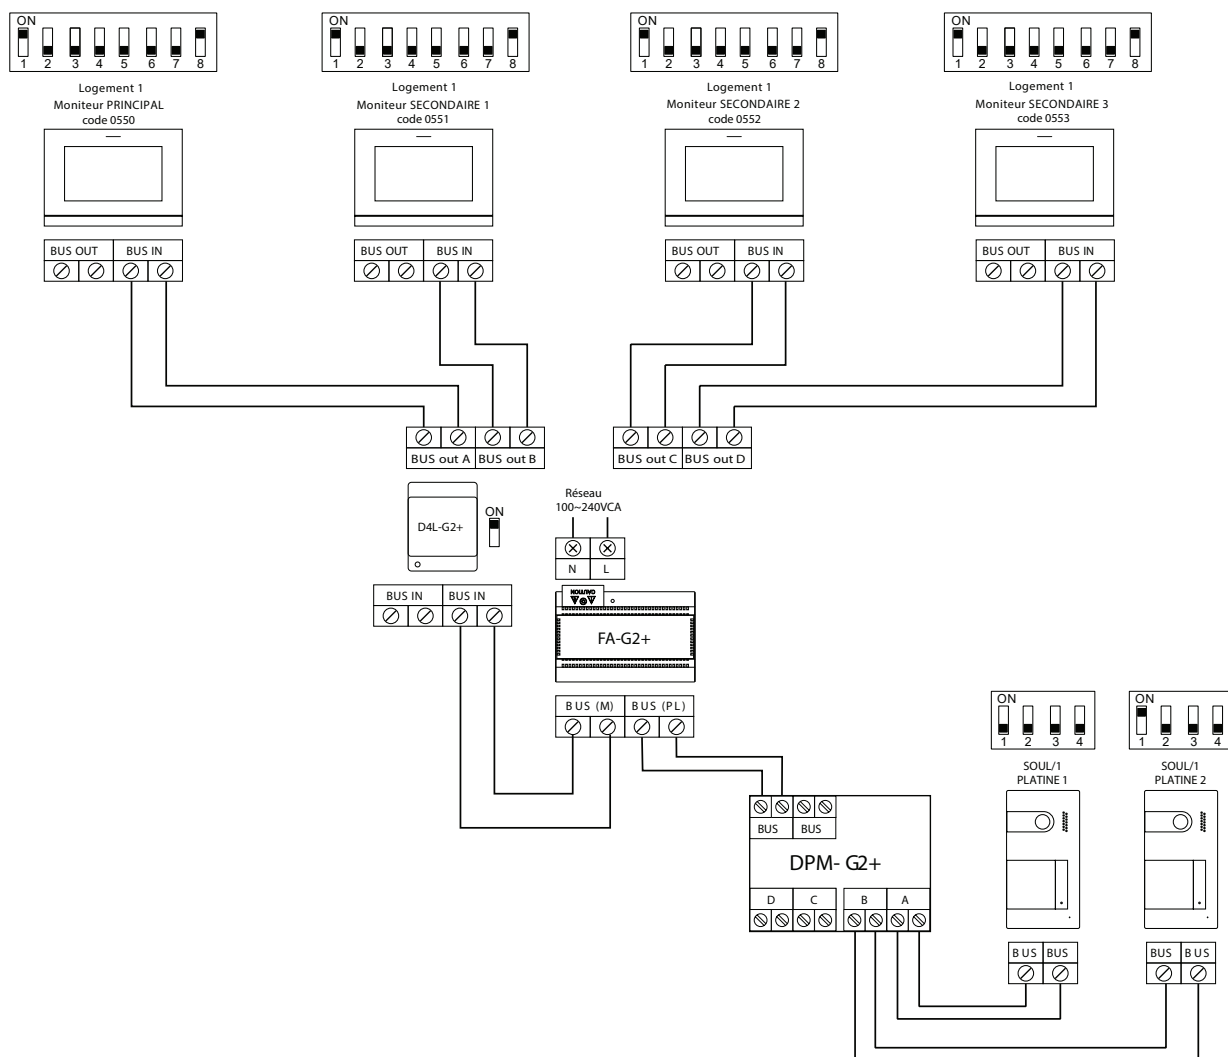 ON
1 2 3 4 5 6 7 8
ON
1 2 3 4 5 6 7 8
ON
1 2 3 4 5 6 7 8
ON
1 2 3 4 5 6 7 8
Logement 1
Moniteur PRINCIPAL
code 0550
Logement 1
Moniteur SECONDAIRE 1
code 0551
Logement 1
Moniteur SECONDAIRE 2
code 0552
Logement 1
Moniteur SECONDAIRE 3
code 0553
BUS OUT BUS IN
BUS OUT BUS IN
BUS OUT BUS IN
BUS OUT BUS IN
BUS out A BUS out B
BUS out C BUS out D
D4L-G2+
ON
Réseau
100~240VCA
N L
CAUTION
FA-G2+
BUS IN BUS IN
BUS (M) BUS (PL)
ON
1 2 3 4
ON
1 2 3 4
SOUL/1
PLATINE 1
SOUL/1
PLATINE 2
BUS BUS
DPM- G2+
D C B A
BUS BUS
BUS BUS